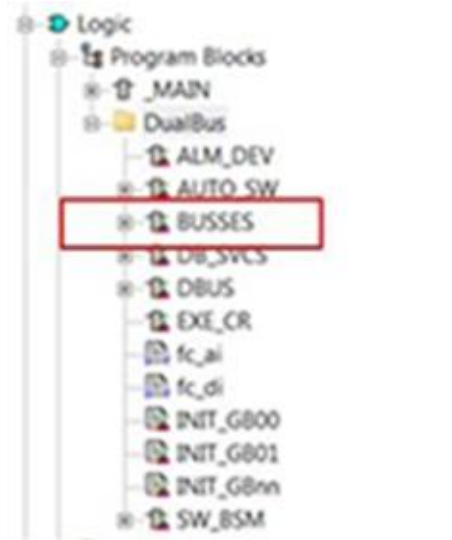 Logic
Program Blocks
_MAIN
DualBus
ALM_DEV
AUTO_SW
BUSSES
DB_SVCS
DBUS
EXE_CR
fc_ai
fc_di
INIT_GB00
INIT_GB01
INIT_GBnn
SW_BSM